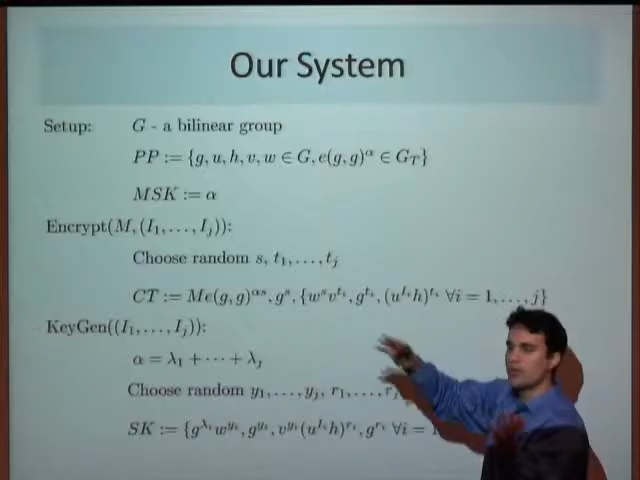 Our System
Setup: G - a bilinear group
PP := {g, u, h, v, w ∈ G, e(g, g)^α ∈ G_T}
MSK := α
Encrypt(M, (I_1, . . . , I_j)):
Choose random s, t_1, . . . , t_j
CT := Me(g, g)^{αs}, g^s, {w^s v^{t_i}, g^{t_i}, (u^{I_i}h)^{t_i} ∀i = 1, . . . , j}
KeyGen((I_1, . . . , I_j)):
α = λ_1 + · · · + λ_j
Choose random y_1, . . . , y_j, r_1, . . . , r_j
SK := {g^{λ_i}w^{y_i}, g^{y_i}, v^{y_i}(u^{I_i}h)^{r_i}, g^{r_i} ∀i =